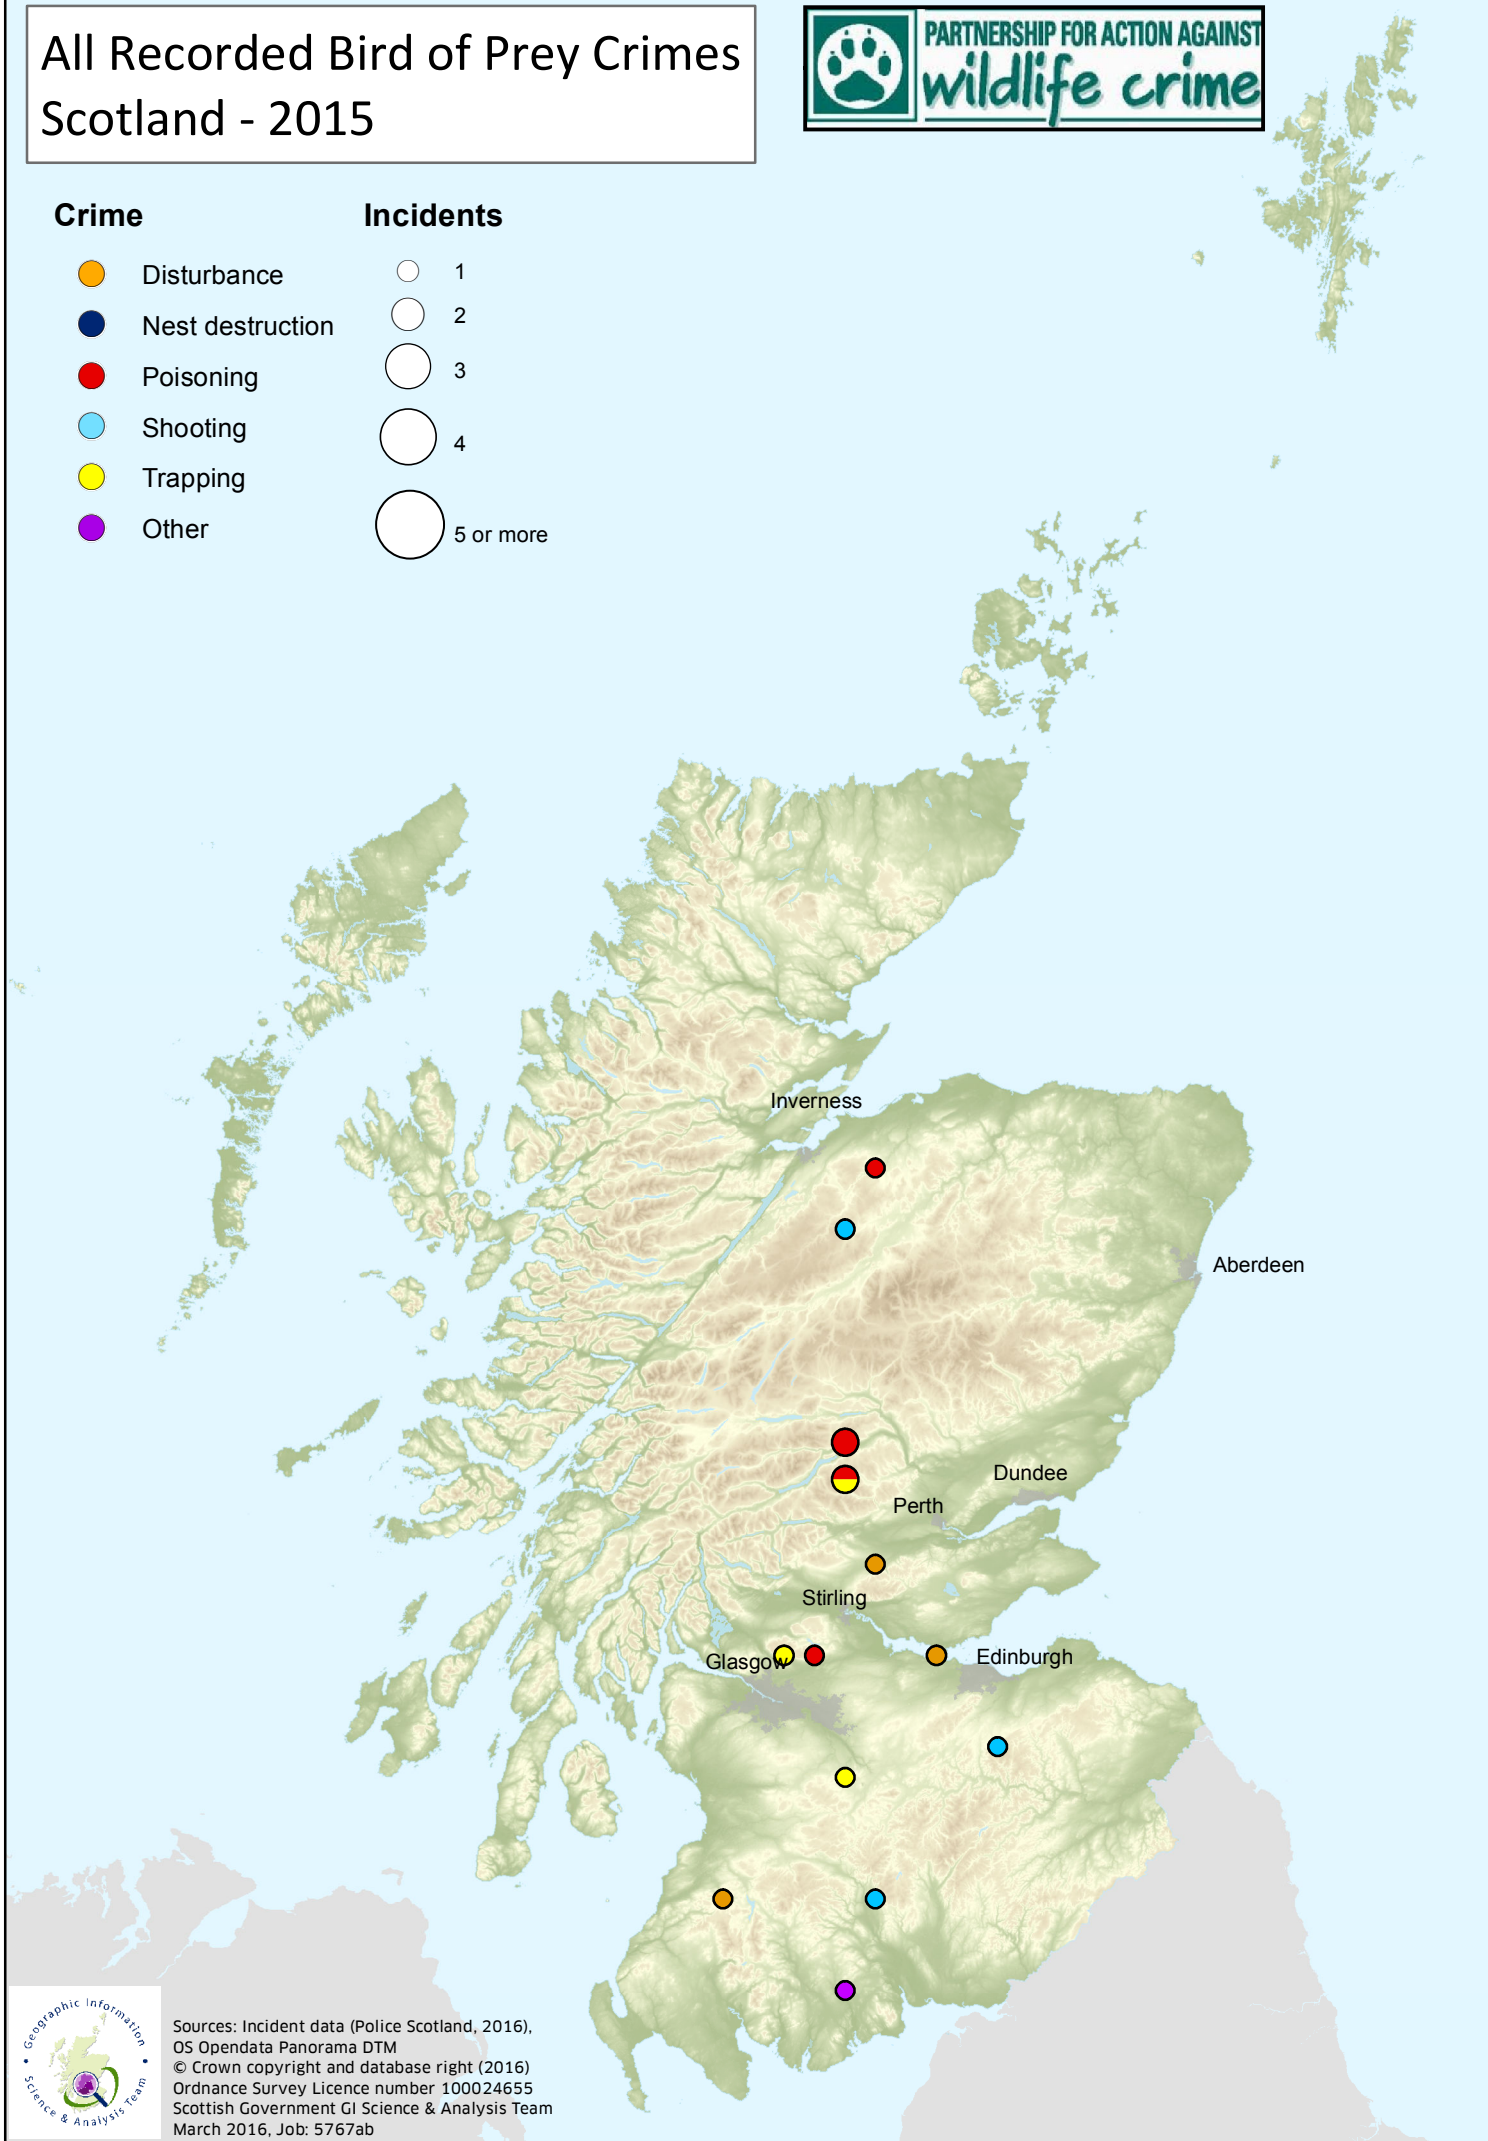 All Recorded Bird of Prey Crimes
Scotland - 2015
PARTNERSHIP FOR ACTION AGAINST
wildlife crime
Crime
Disturbance
Nest destruction
Poisoning
Shooting
Trapping
Other
Incidents
1
2
3
4
5 or more
Inverness
Aberdeen
Dundee
Perth
Stirling
Glasgow
Edinburgh
Geographic Information
Science & Analysis Team
Sources: Incident data (Police Scotland, 2016),
OS Opendata Panorama DTM
© Crown copyright and database right (2016)
Ordnance Survey Licence number 100024655
Scottish Government GI Science & Analysis Team
March 2016, Job: 5767ab